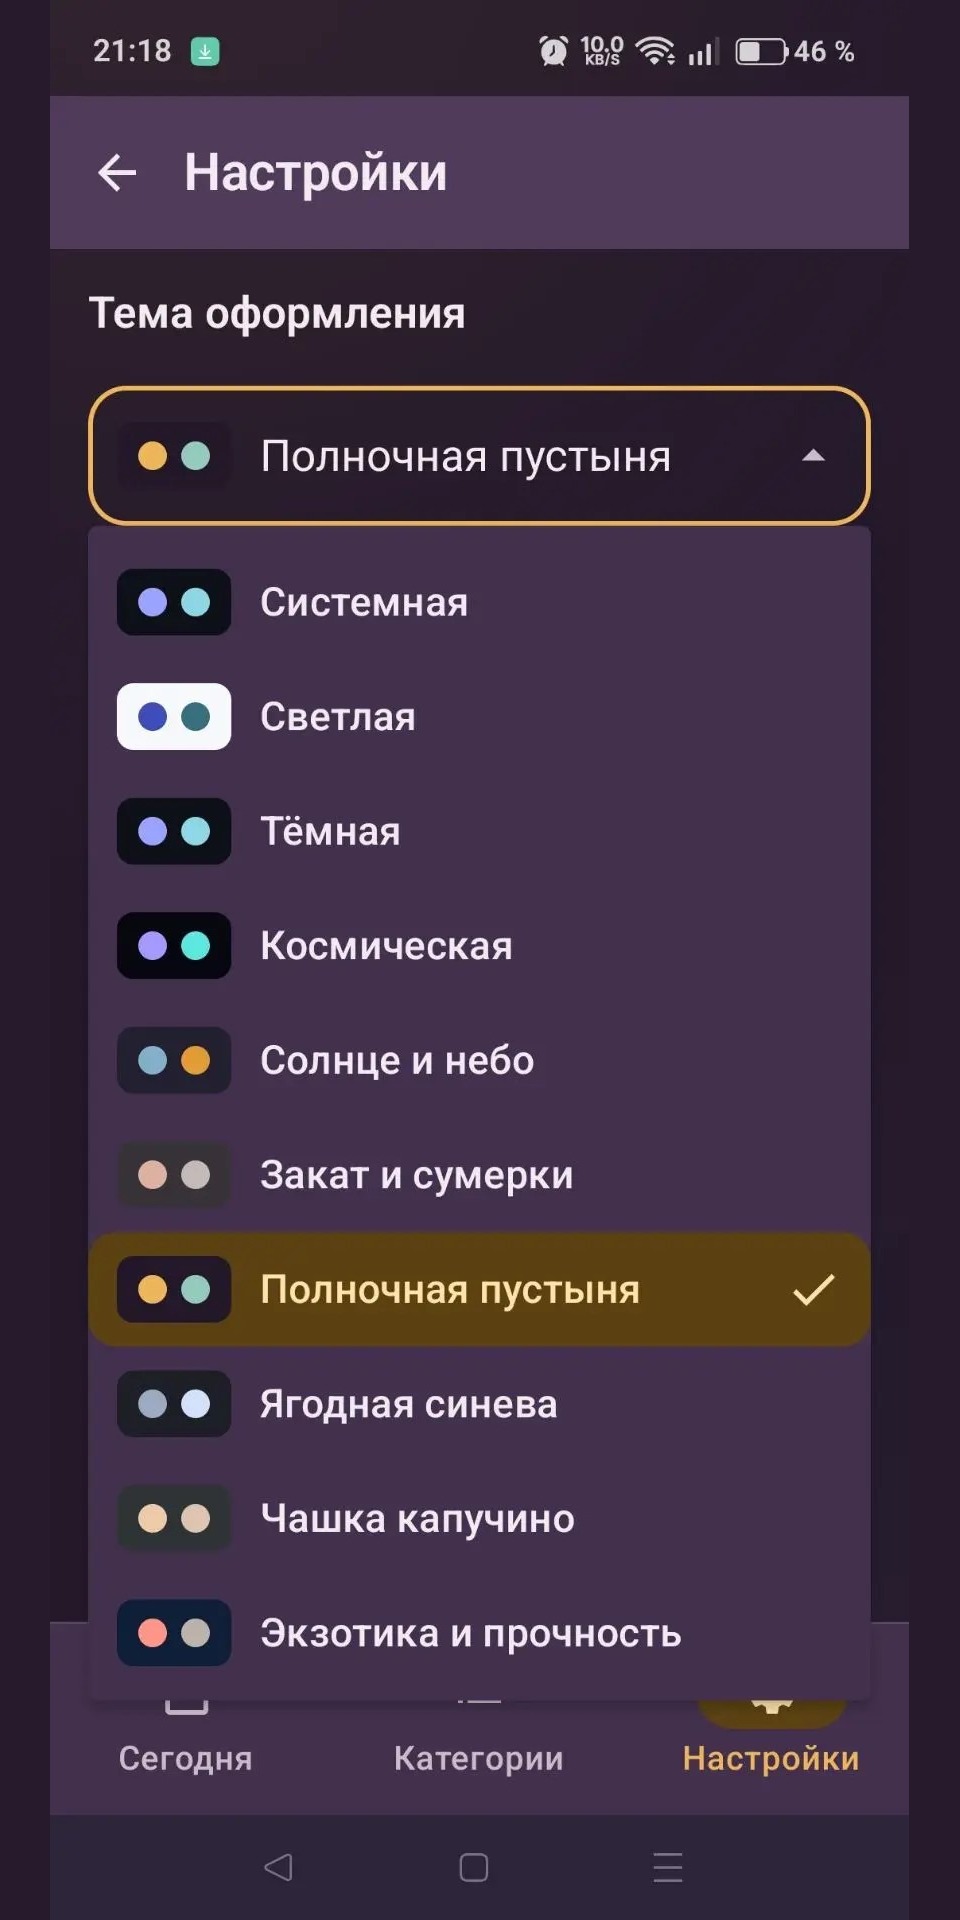 21:18 10.0 KB/S 46 %
Настройки
Тема оформления
Полночная пустыня
Системная
Светлая
Тёмная
Космическая
Солнце и небо
Закат и сумерки
Полночная пустыня
Ягодная синева
Чашка капучино
Экзотика и прочность
Сегодня Категории Настройки